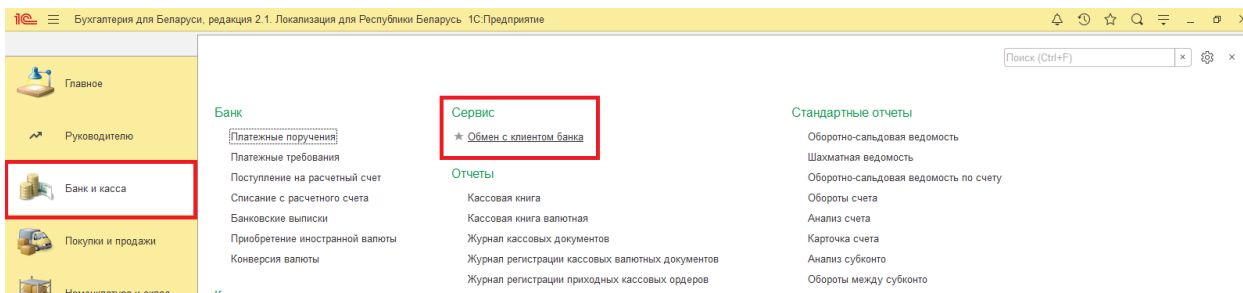 1С Бухгалтерия для Беларуси, редакция 2.1. Локализация для Республики Беларусь 1С:Предприятие
Поиск (Ctrl+F)
Главное
Руководителю
Банк и касса
Покупки и продажи
Номенклатура и склад
Банк
Платежные поручения
Платежные требования
Поступление на расчетный счет
Списание с расчетного счета
Банковские выписки
Приобретение иностранной валюты
Конверсия валюты
Сервис
Обмен с клиентом банка
Отчеты
Кассовая книга
Кассовая книга валютная
Журнал кассовых документов
Журнал регистрации кассовых валютных документов
Журнал регистрации приходных кассовых ордеров
Стандартные отчеты
Оборотно-сальдовая ведомость
Шахматная ведомость
Оборотно-сальдовая ведомость по счету
Обороты счета
Анализ счета
Карточка счета
Анализ субконто
Обороты между субконто